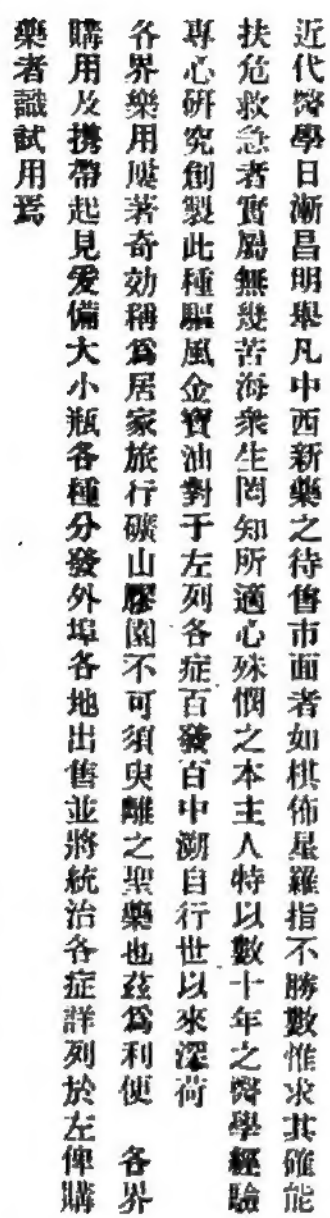 近代醫學日漸昌明舉凡中西新藥之待售市面者如棋佈星羅指不勝數惟求其確能
扶危救急者實屬無幾苦海衆生罔知所適心殊憫之本主人特以數十年之醫學經驗
專心研究創製此種驅風金寶油對于左列各症百發百中溯自行世以來深荷
各界樂用屢著奇効稱爲居家旅行礦山膠園不可須臾離之聖藥也茲爲利便　各界
購用及攜帶起見爰備大小瓶各種分發外埠各地出售並將統治各症詳列於左俾購
藥者識試用焉